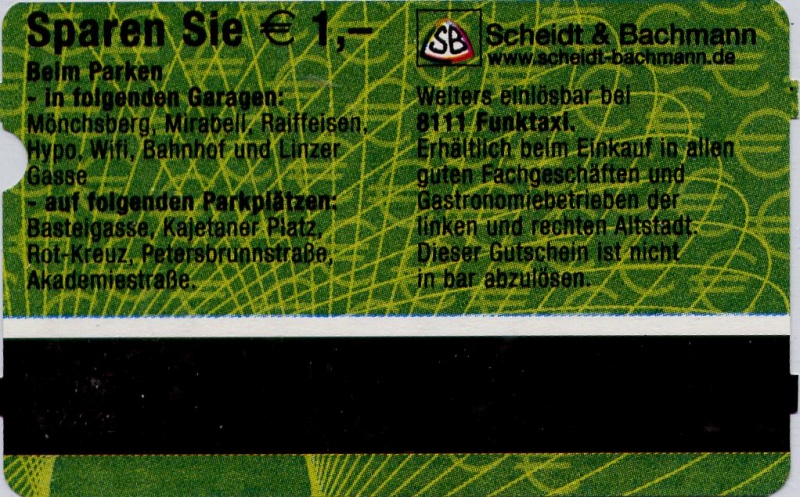 Sparen Sie € 1,–
Beim Parken
- in folgenden Garagen:
Mönchsberg, Mirabell, Raiffeisen,
Hypo, Wifi, Bahnhof und Linzer
Gasse
- auf folgenden Parkplätzen:
Basteigasse, Kajetaner Platz,
Rot-Kreuz, Petersbrunnstraße,
Akademiestraße.
SB Scheidt & Bachmann
www.scheidt-bachmann.de
Weiters einlösbar bei
8111 Funktaxi.
Erhältlich beim Einkauf in allen
guten Fachgeschäften und
Gastronomiebetrieben der
linken und rechten Altstadt.
Dieser Gutschein ist nicht
in bar abzulösen.